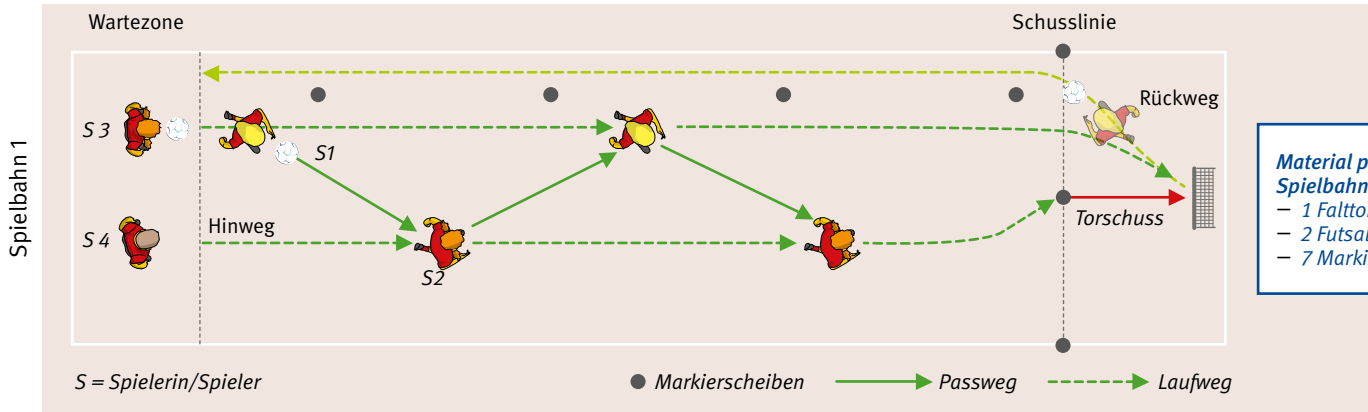 Wartezone
Schusslinie
Spielbahn 1
S 3
S1
Rückweg
S 4
Hinweg
S2
Torschuss
Material p
Spielbahn
– 1 Faltto
– 2 Futsal
– 7 Marki
S = Spielerin/Spieler
Markierscheiben
Passweg
Laufweg